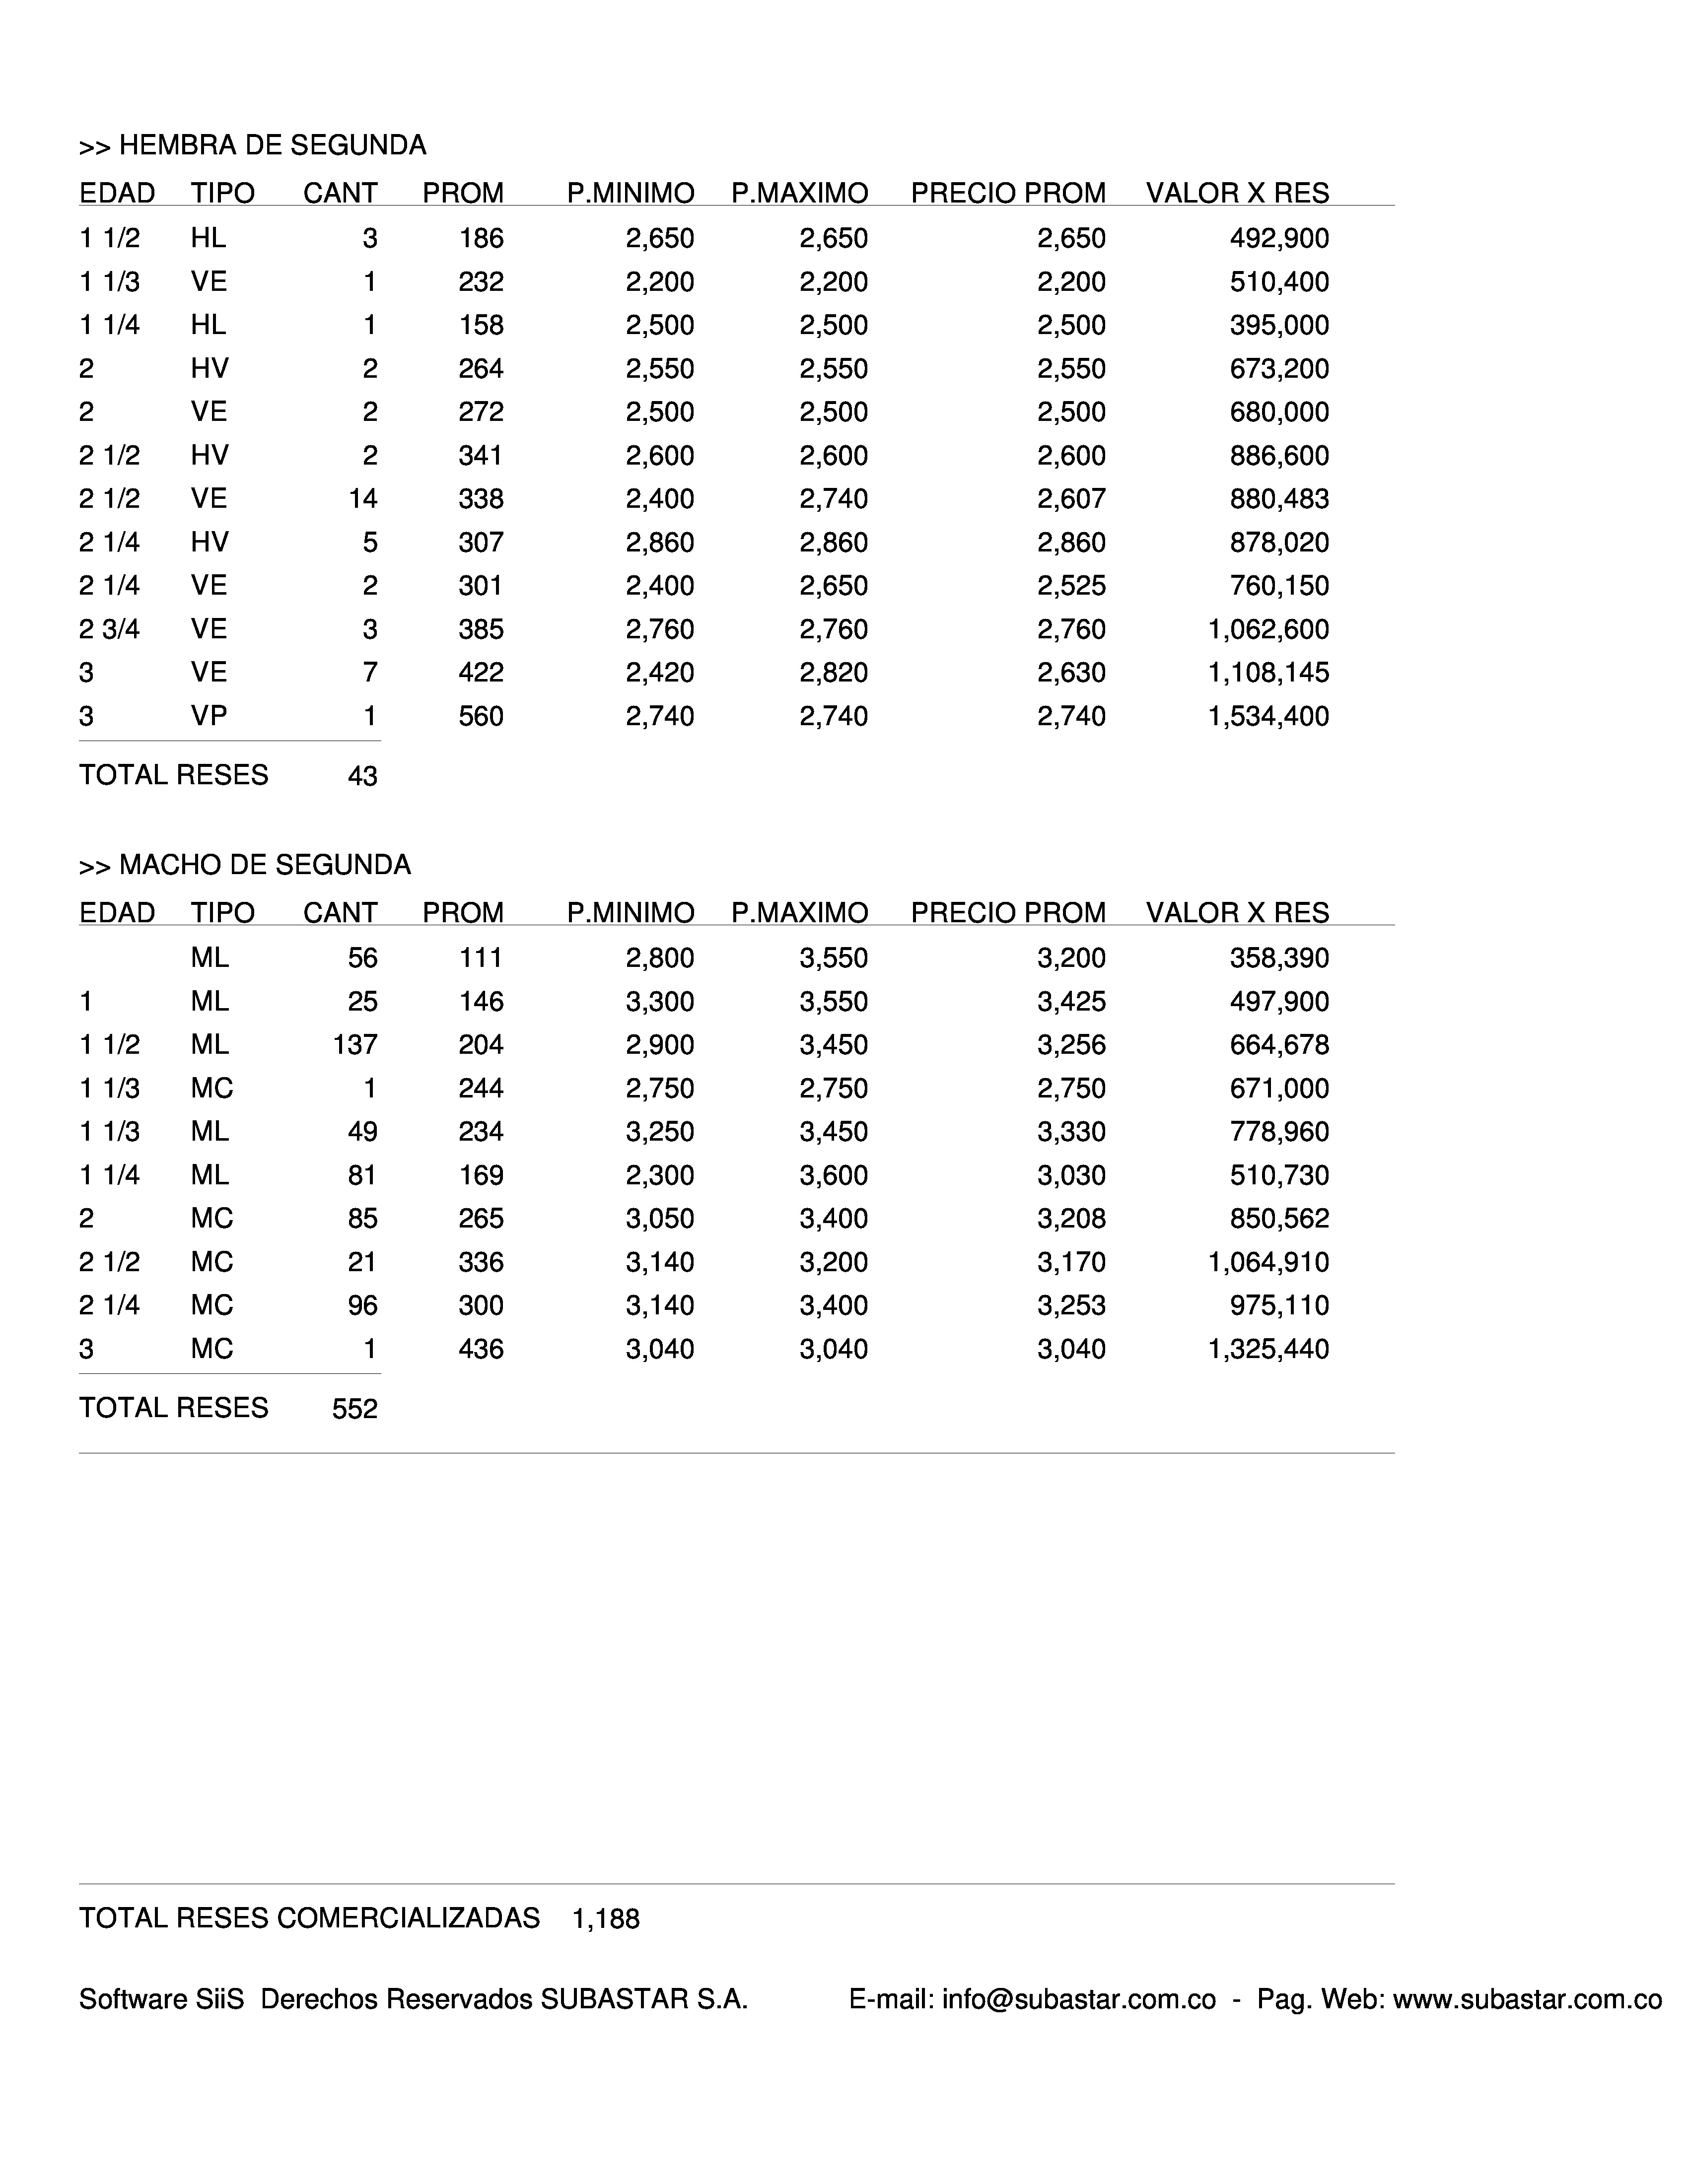 >> HEMBRA DE SEGUNDA
EDAD TIPO CANT PROM P.MINIMO P.MAXIMO PRECIO PROM VALOR X RES
1 1/2 HL 3 186 2,650 2,650 2,650 492,900
1 1/3 VE 1 232 2,200 2,200 2,200 510,400
1 1/4 HL 1 158 2,500 2,500 2,500 395,000
2 HV 2 264 2,550 2,550 2,550 673,200
2 VE 2 272 2,500 2,500 2,500 680,000
2 1/2 HV 2 341 2,600 2,600 2,600 886,600
2 1/2 VE 14 338 2,400 2,740 2,607 880,483
2 1/4 HV 5 307 2,860 2,860 2,860 878,020
2 1/4 VE 2 301 2,400 2,650 2,525 760,150
2 3/4 VE 3 385 2,760 2,760 2,760 1,062,600
3 VE 7 422 2,420 2,820 2,630 1,108,145
3 VP 1 560 2,740 2,740 2,740 1,534,400
TOTAL RESES 43
>> MACHO DE SEGUNDA
EDAD TIPO CANT PROM P.MINIMO P.MAXIMO PRECIO PROM VALOR X RES
ML 56 111 2,800 3,550 3,200 358,390
1 ML 25 146 3,300 3,550 3,425 497,900
1 1/2 ML 137 204 2,900 3,450 3,256 664,678
1 1/3 MC 1 244 2,750 2,750 2,750 671,000
1 1/3 ML 49 234 3,250 3,450 3,330 778,960
1 1/4 ML 81 169 2,300 3,600 3,030 510,730
2 MC 85 265 3,050 3,400 3,208 850,562
2 1/2 MC 21 336 3,140 3,200 3,170 1,064,910
2 1/4 MC 96 300 3,140 3,400 3,253 975,110
3 MC 1 436 3,040 3,040 3,040 1,325,440
TOTAL RESES 552
TOTAL RESES COMERCIALIZADAS 1,188
Software SiiS Derechos Reservados SUBASTAR S.A. E-mail: info@subastar.com.co - Pag. Web: www.subastar.com.co